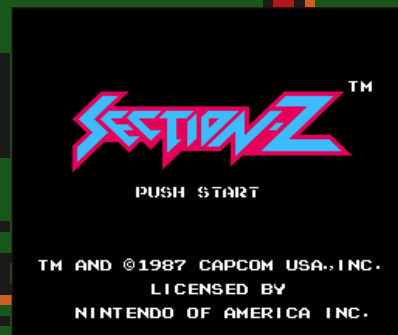 SECTION-Z TM
PUSH START
TM AND ©1987 CAPCOM USA.,INC.
LICENSED BY
NINTENDO OF AMERICA INC.